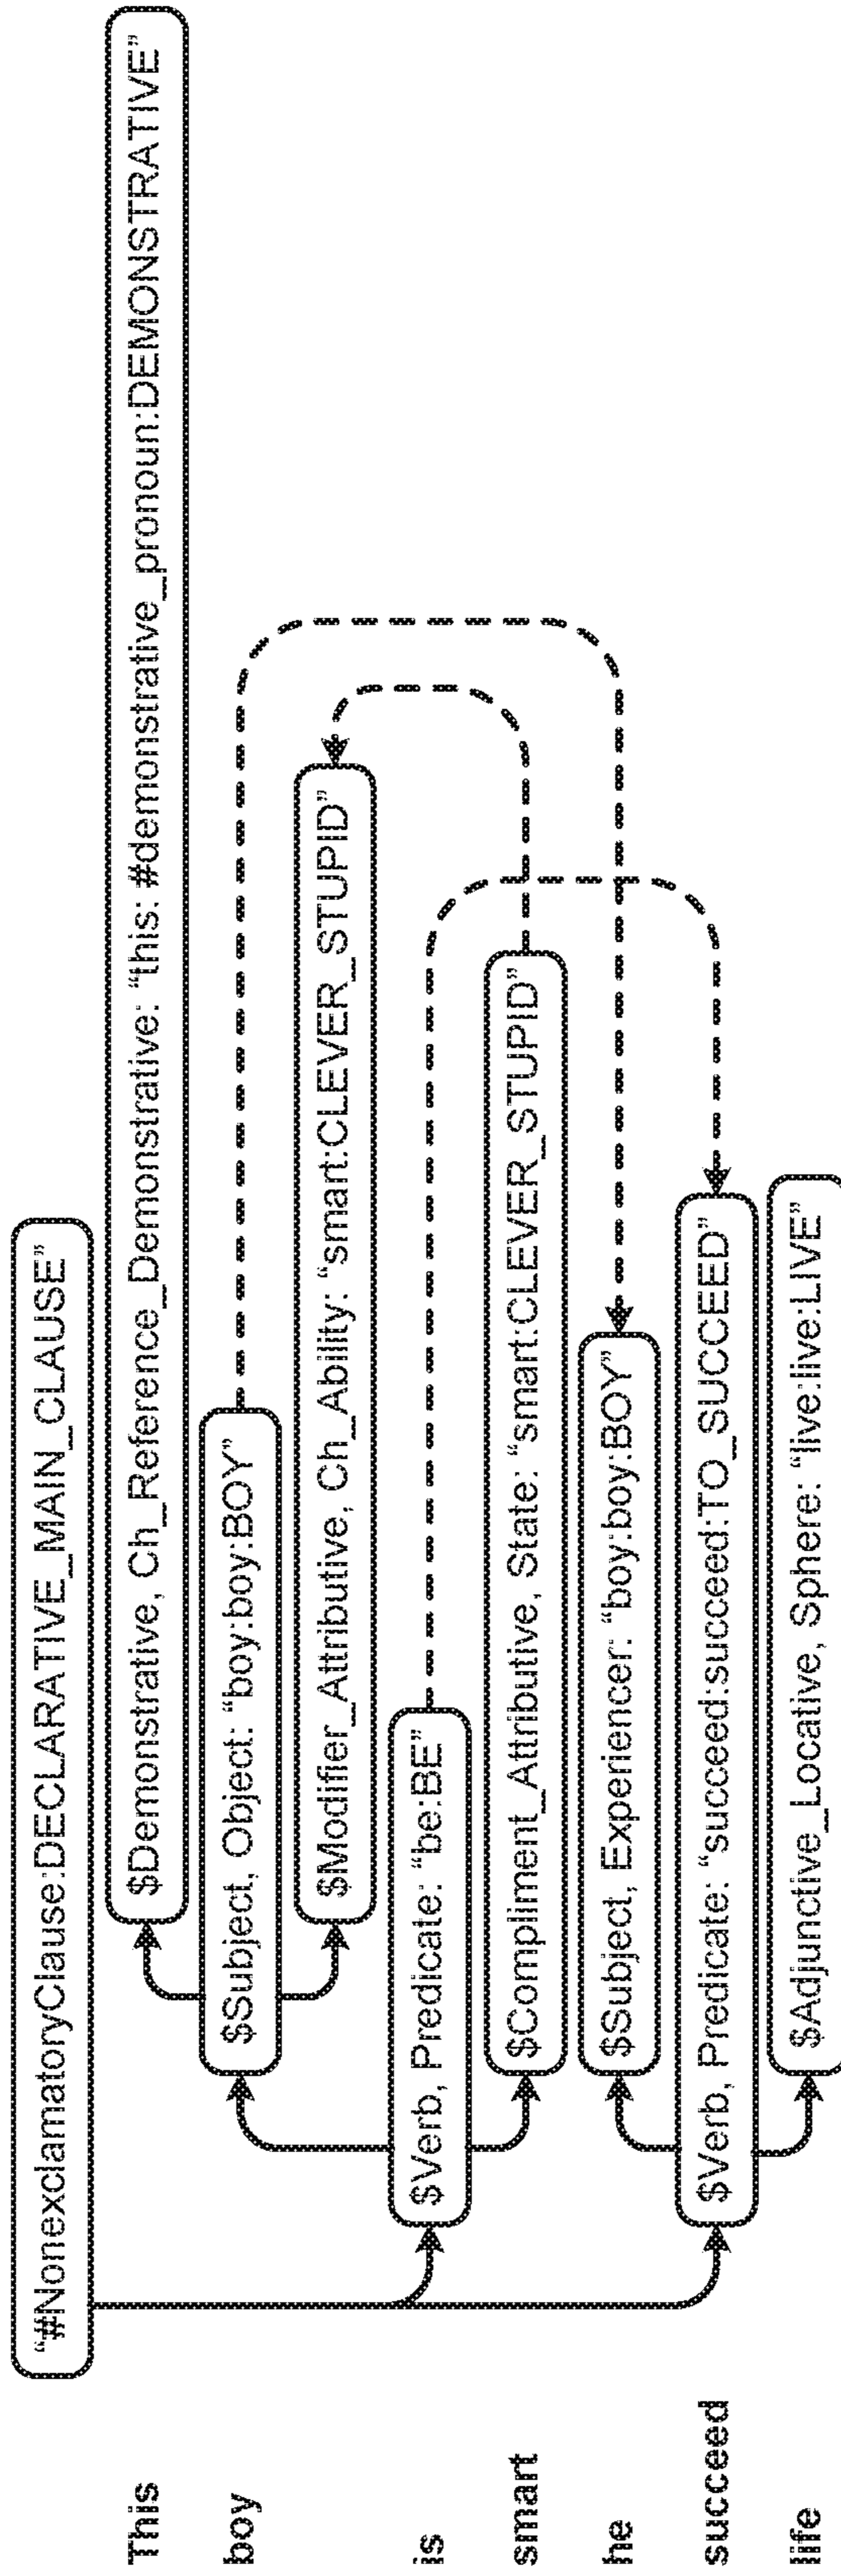 "#NonexclamatoryClause:DECLARATIVE_MAIN_CLAUSE"
This $Demonstrative, Ch_Reference_Demonstrative: "this: #demonstrative_pronoun:DEMONSTRATIVE"
boy $Subject, Object: "boy:boy:BOY"
$Modifier_Attributive, Ch_Ability: "smart:CLEVER_STUPID"
is $Verb, Predicate: "be:BE"
smart $Compliment_Attributive, State: "smart:CLEVER_STUPID"
he $Subject, Experiencer: "boy:boy:BOY"
succeed $Verb, Predicate: "succeed:succeed:TO_SUCCEED"
life $Adjunctive_Locative, Sphere: "live:live:LIVE"